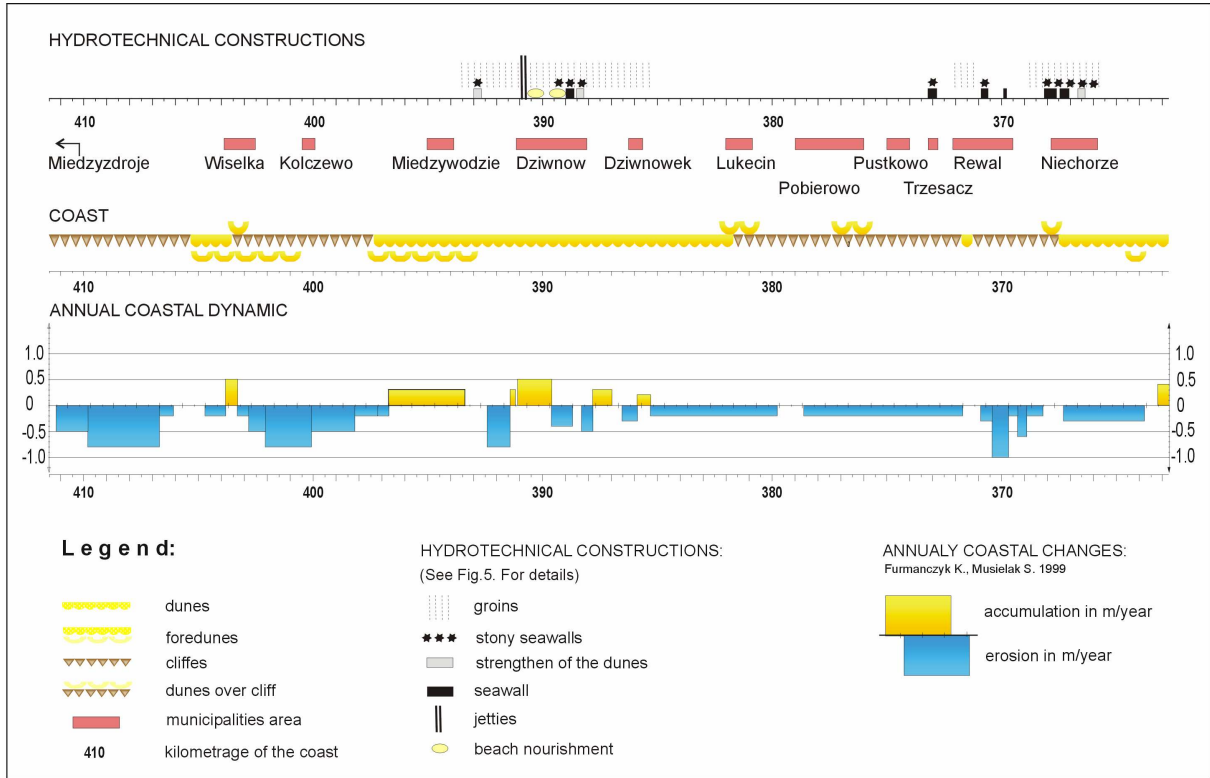 HYDROTECHNICAL CONSTRUCTIONS
410 400 390 380 370
Miedzyzdroje Wiselka Kolczewo Miedzywodzie Dziwnow Dziwnowek Lukecin Pustkowo Rewal Niechorze
Pobierowo Trzesacz
COAST
410 400 390 380 370
ANNUAL COASTAL DYNAMIC
1.0 1.0
0.5 0.5
0 0
-0.5 -0.5
-1.0 -1.0
410 400 390 380 370
Legend:
dunes
foredunes
cliffes
dunes over cliff
municipalities area
410 kilometrage of the coast
HYDROTECHNICAL CONSTRUCTIONS:
(See Fig.5. For details)
groins
stony seawalls
strengthen of the dunes
seawall
jetties
beach nourishment
ANNUALY COASTAL CHANGES:
Furmanczyk K., Musielak S. 1999
accumulation in m/year
erosion in m/year